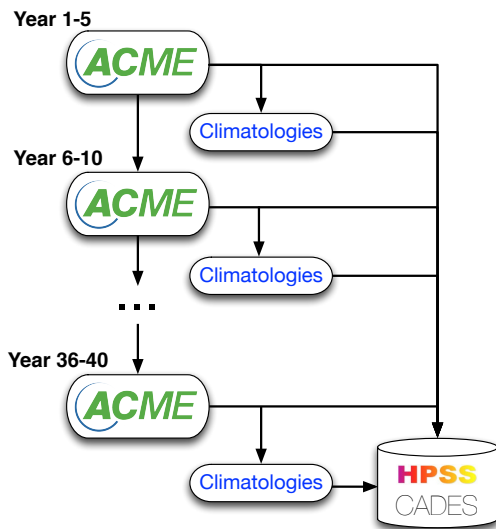 Year 1-5
ACME
Climatologies
Year 6-10
ACME
Climatologies
...
Year 36-40
ACME
Climatologies
HPSS
CADES